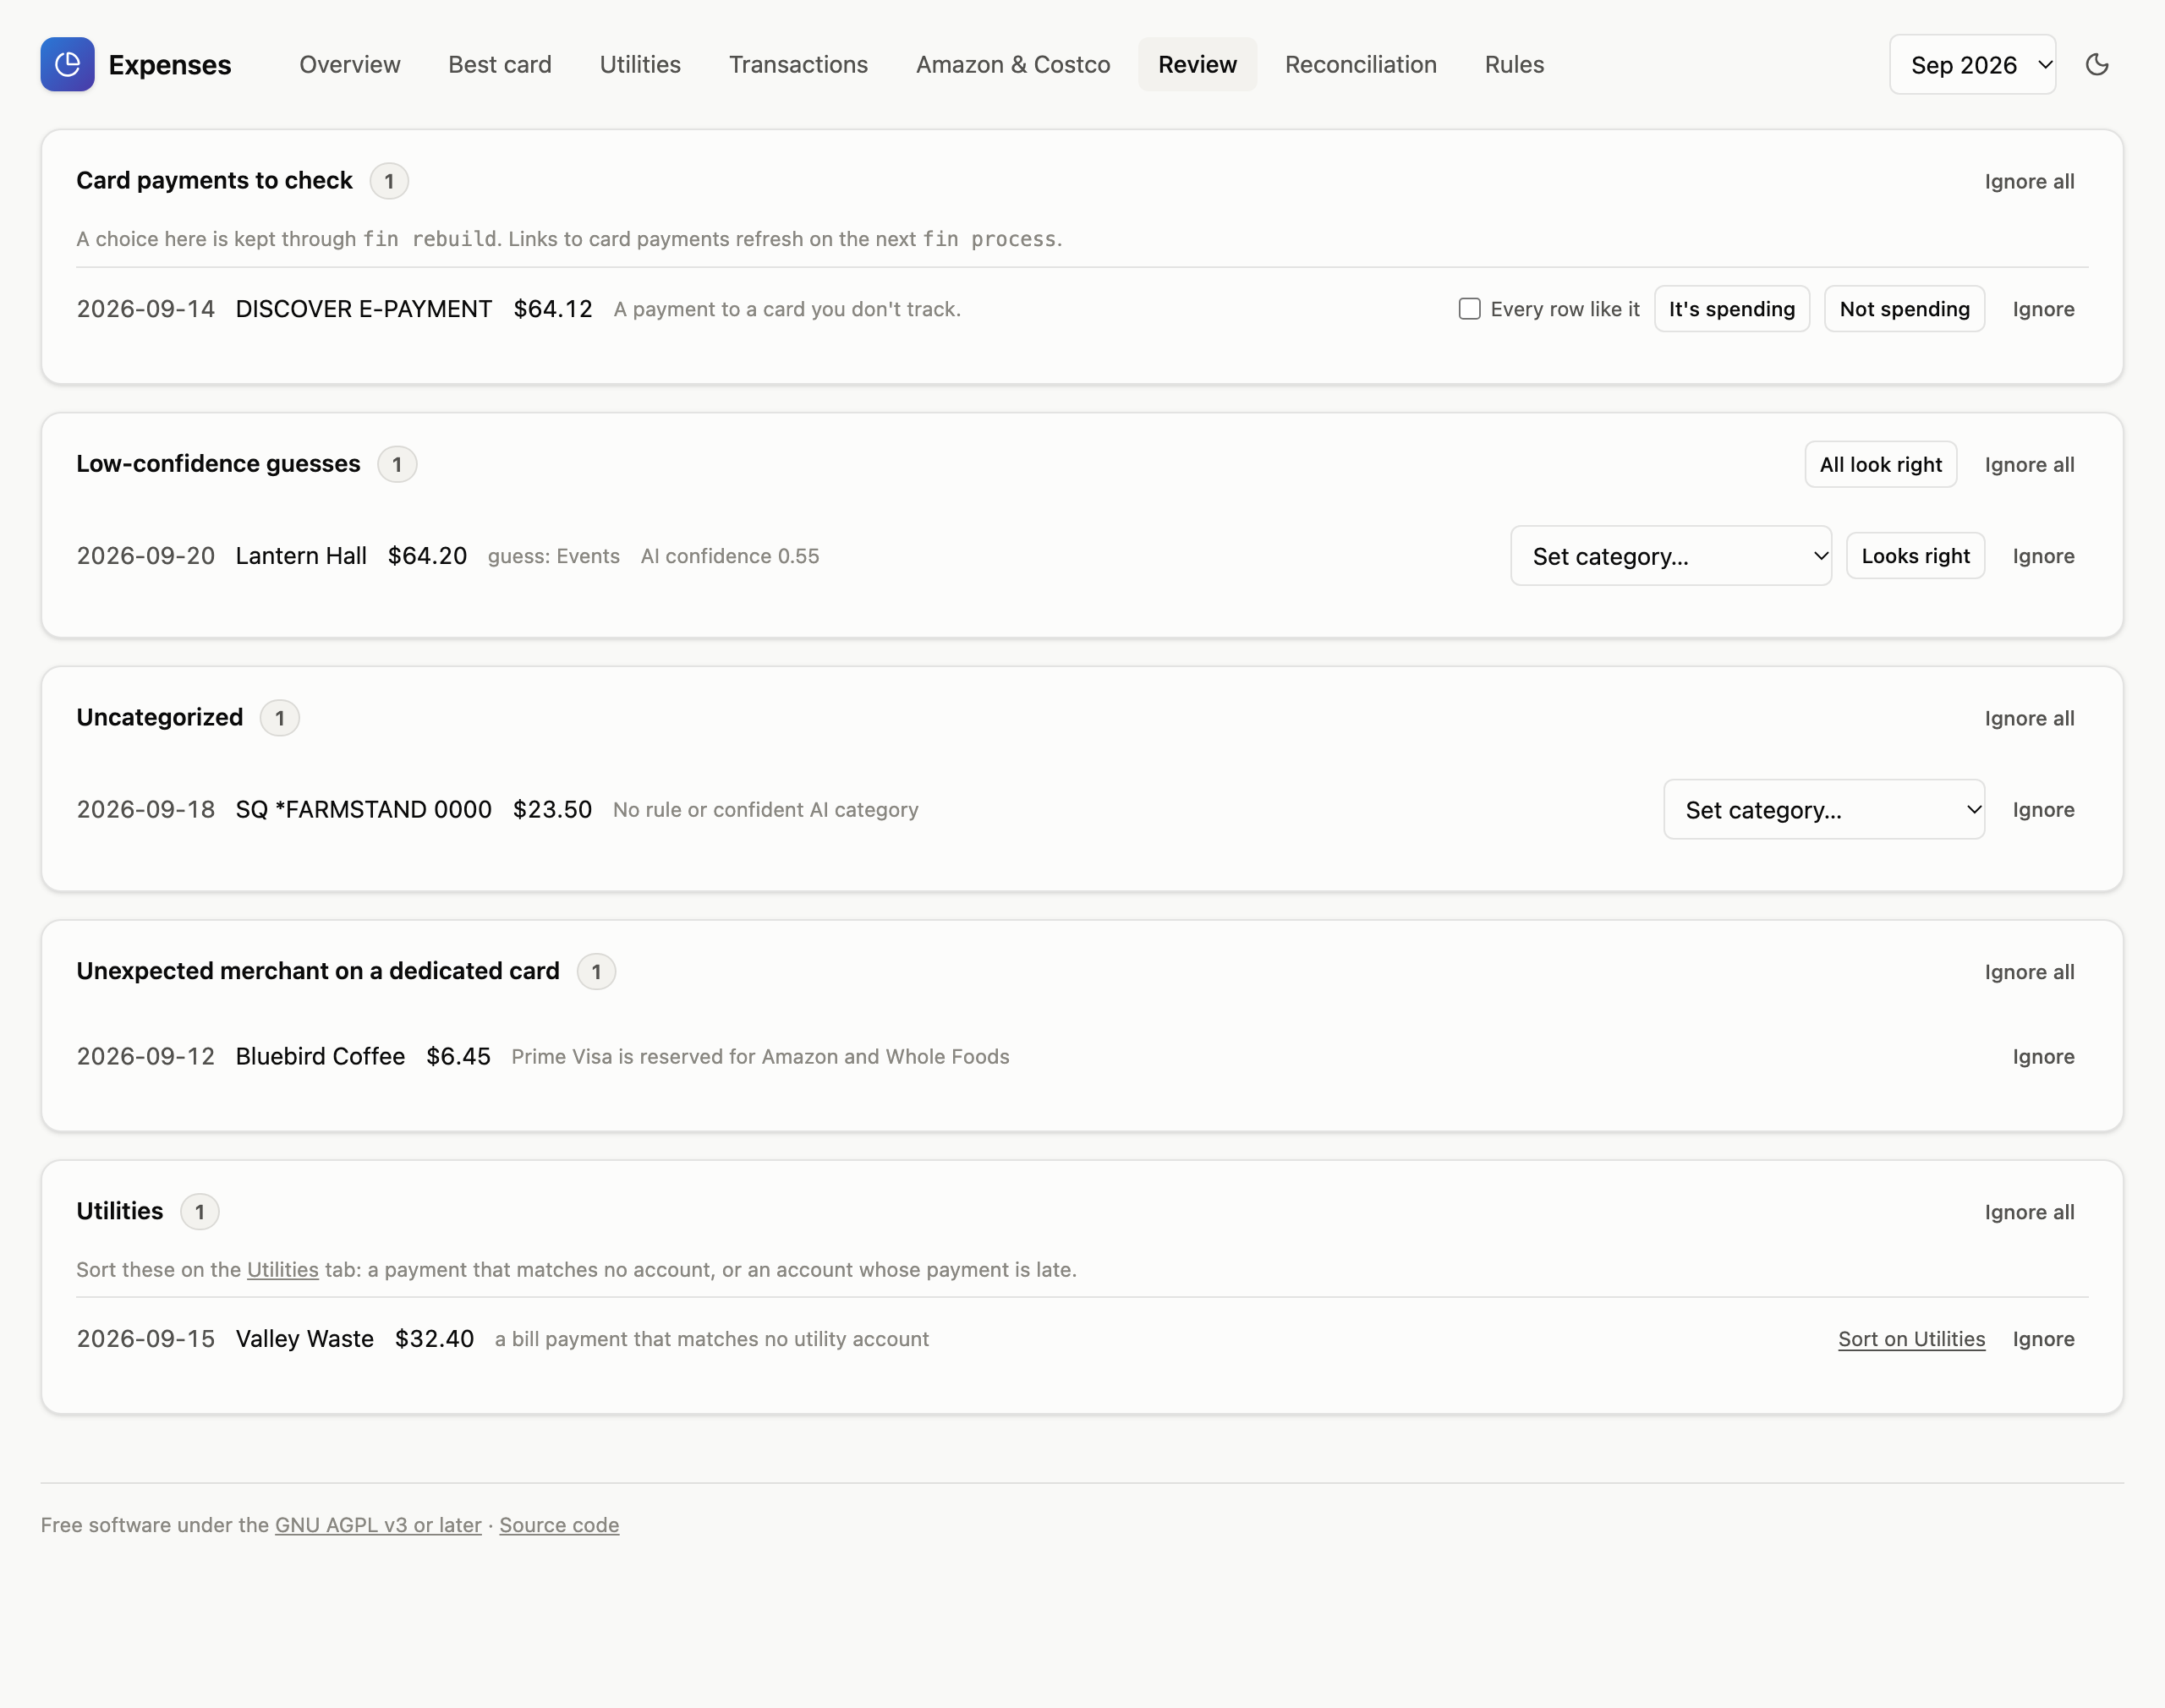 Expenses Overview Best card Utilities Transactions Amazon & Costco Review Reconciliation Rules Sep 2026
Card payments to check 1 Ignore all
A choice here is kept through fin rebuild. Links to card payments refresh on the next fin process.
2026-09-14 DISCOVER E-PAYMENT $64.12 A payment to a card you don't track. Every row like it It's spending Not spending Ignore
Low-confidence guesses 1 All look right Ignore all
2026-09-20 Lantern Hall $64.20 guess: Events AI confidence 0.55 Set category... Looks right Ignore
Uncategorized 1 Ignore all
2026-09-18 SQ *FARMSTAND 0000 $23.50 No rule or confident AI category Set category... Ignore
Unexpected merchant on a dedicated card 1 Ignore all
2026-09-12 Bluebird Coffee $6.45 Prime Visa is reserved for Amazon and Whole Foods Ignore
Utilities 1 Ignore all
Sort these on the Utilities tab: a payment that matches no account, or an account whose payment is late.
2026-09-15 Valley Waste $32.40 a bill payment that matches no utility account Sort on Utilities Ignore
Free software under the GNU AGPL v3 or later · Source code